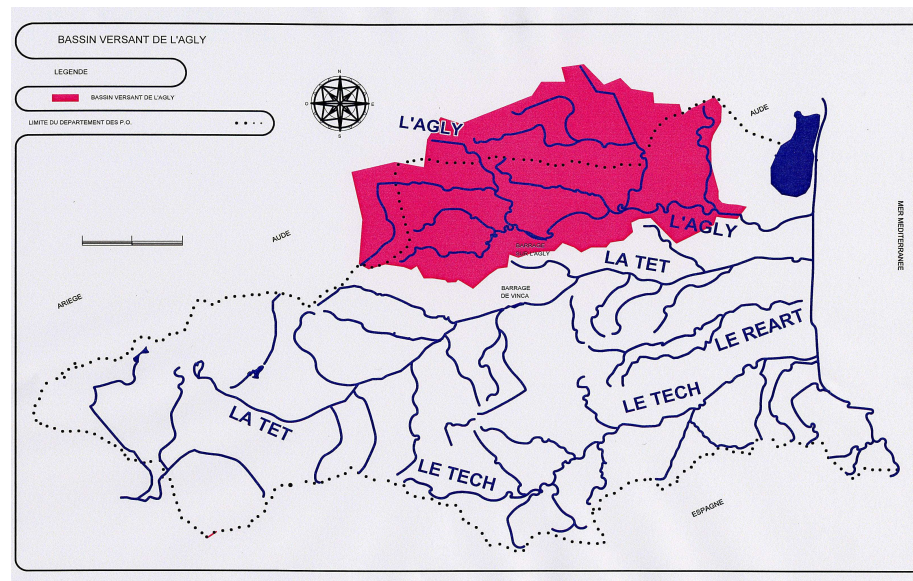 BASSIN VERSANT DE L'AGLY
LEGENDE
BASSIN VERSANT DE L'AGLY
LIMITE DU DEPARTEMENT DES P.O.
N
O
E
S
L'AGLY
AUDE
MER MEDITERRANEE
L'AGLY
AUDE
BARRAGE
SUR L'AGLY
LA TET
BARRAGE
DE VINCA
ARIEGE
LE REART
LE TECH
LA TET
LE TECH
ESPAGNE